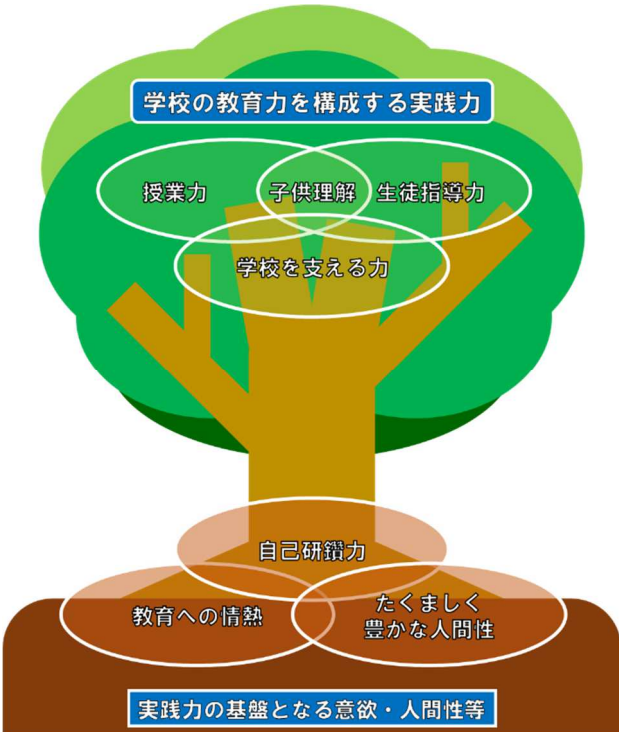 学校の教育力を構成する実践力
授業力
子供理解
生徒指導力
学校を支える力
自己研鑽力
教育への情熱
たくましく
豊かな人間性
実践力の基盤となる意欲・人間性等